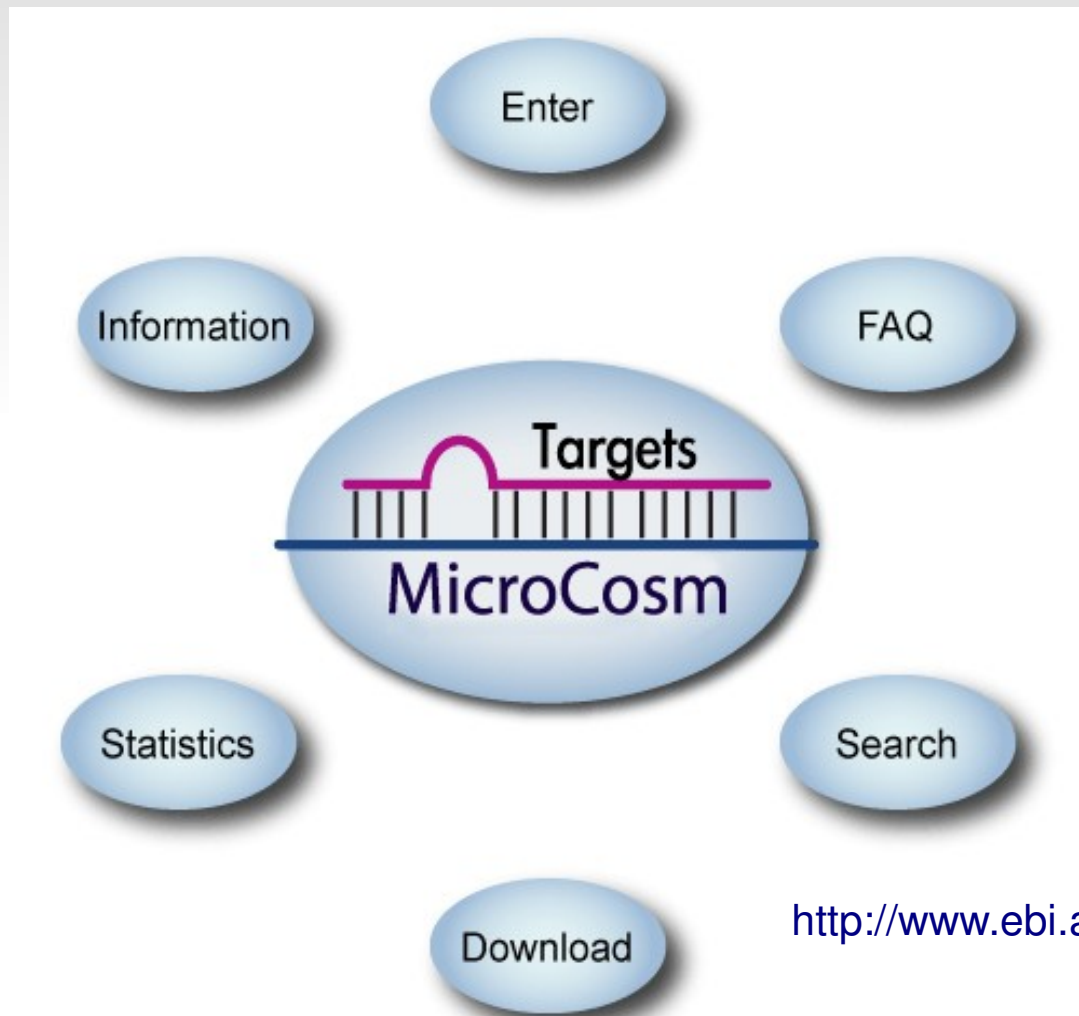 Enter
Information
FAQ
Targets
MicroCosm
Statistics
Search
Download
http://www.ebi.a